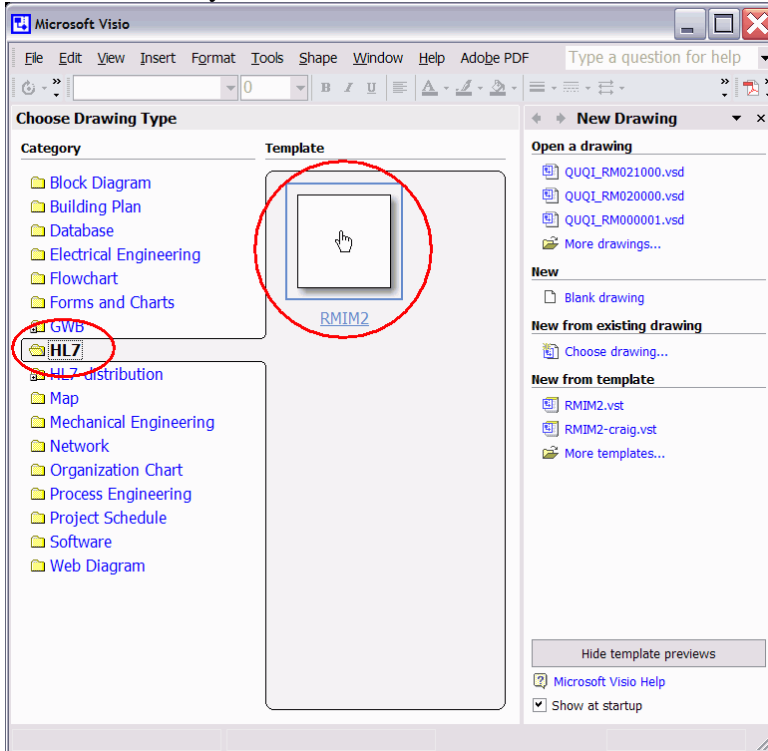 Microsoft Visio
File Edit View Insert Format Tools Shape Window Help Adobe PDF Type a question for help
0 B I U A
Choose Drawing Type
Category
Template
Block Diagram
Building Plan
Database
Electrical Engineering
Flowchart
Forms and Charts
GWB
HL7
HL7-distribution
Map
Mechanical Engineering
Network
Organization Chart
Process Engineering
Project Schedule
Software
Web Diagram
RMIM2
New Drawing
Open a drawing
QUQI_RM021000.vsd
QUQI_RM020000.vsd
QUQI_RM000001.vsd
More drawings...
New
Blank drawing
New from existing drawing
Choose drawing...
New from template
RMIM2.vst
RMIM2-craig.vst
More templates...
Hide template previews
Microsoft Visio Help
Show at startup